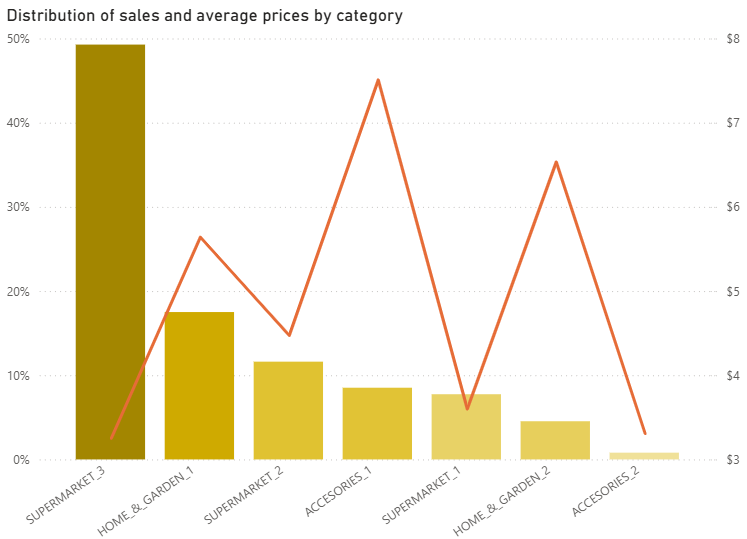 Distribution of sales and average prices by category
50%
$8
40%
$7
30%
$6
20%
$5
10%
$4
0%
$3
SUPERMARKET_3
HOME_&_GARDEN_1
SUPERMARKET_2
ACCESORIES_1
SUPERMARKET_1
HOME_&_GARDEN_2
ACCESORIES_2